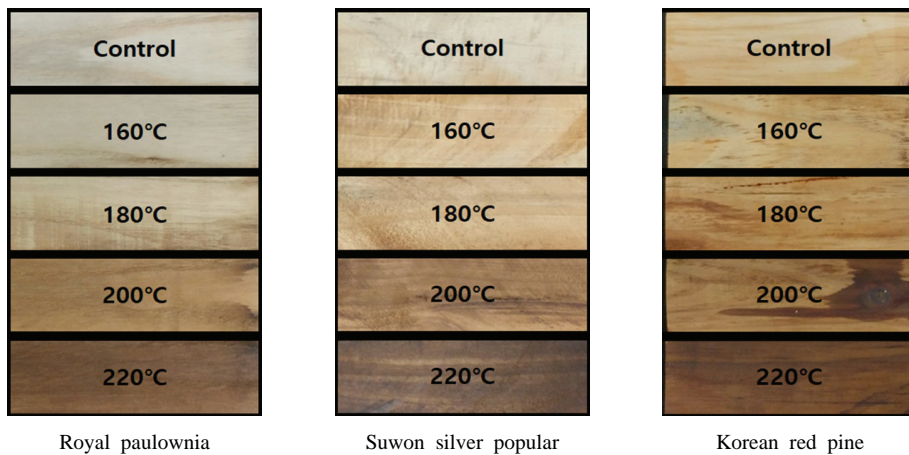 Control
160℃
180℃
200℃
220℃
Royal paulownia
Control
160℃
180℃
200℃
220℃
Suwon silver popular
Control
160℃
180℃
200℃
220℃
Korean red pine